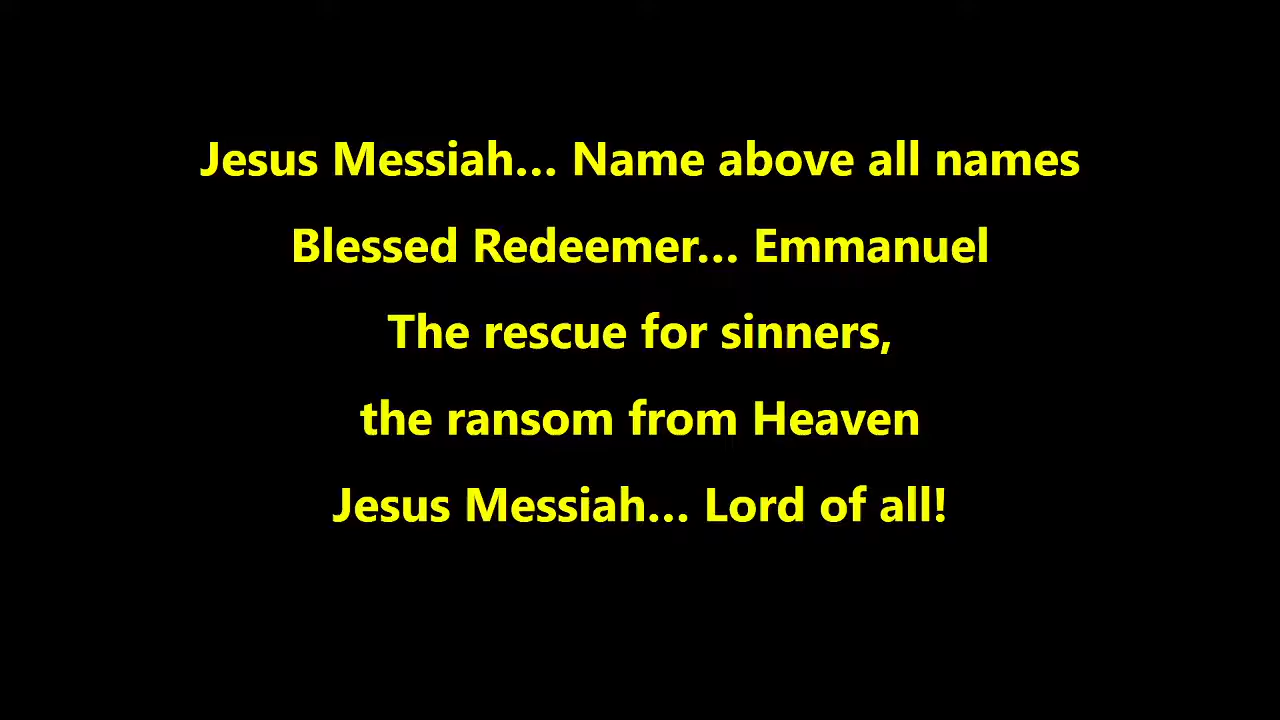 Jesus Messiah... Name above all names
Blessed Redeemer... Emmanuel
The rescue for sinners,
the ransom from Heaven
Jesus Messiah... Lord of all!